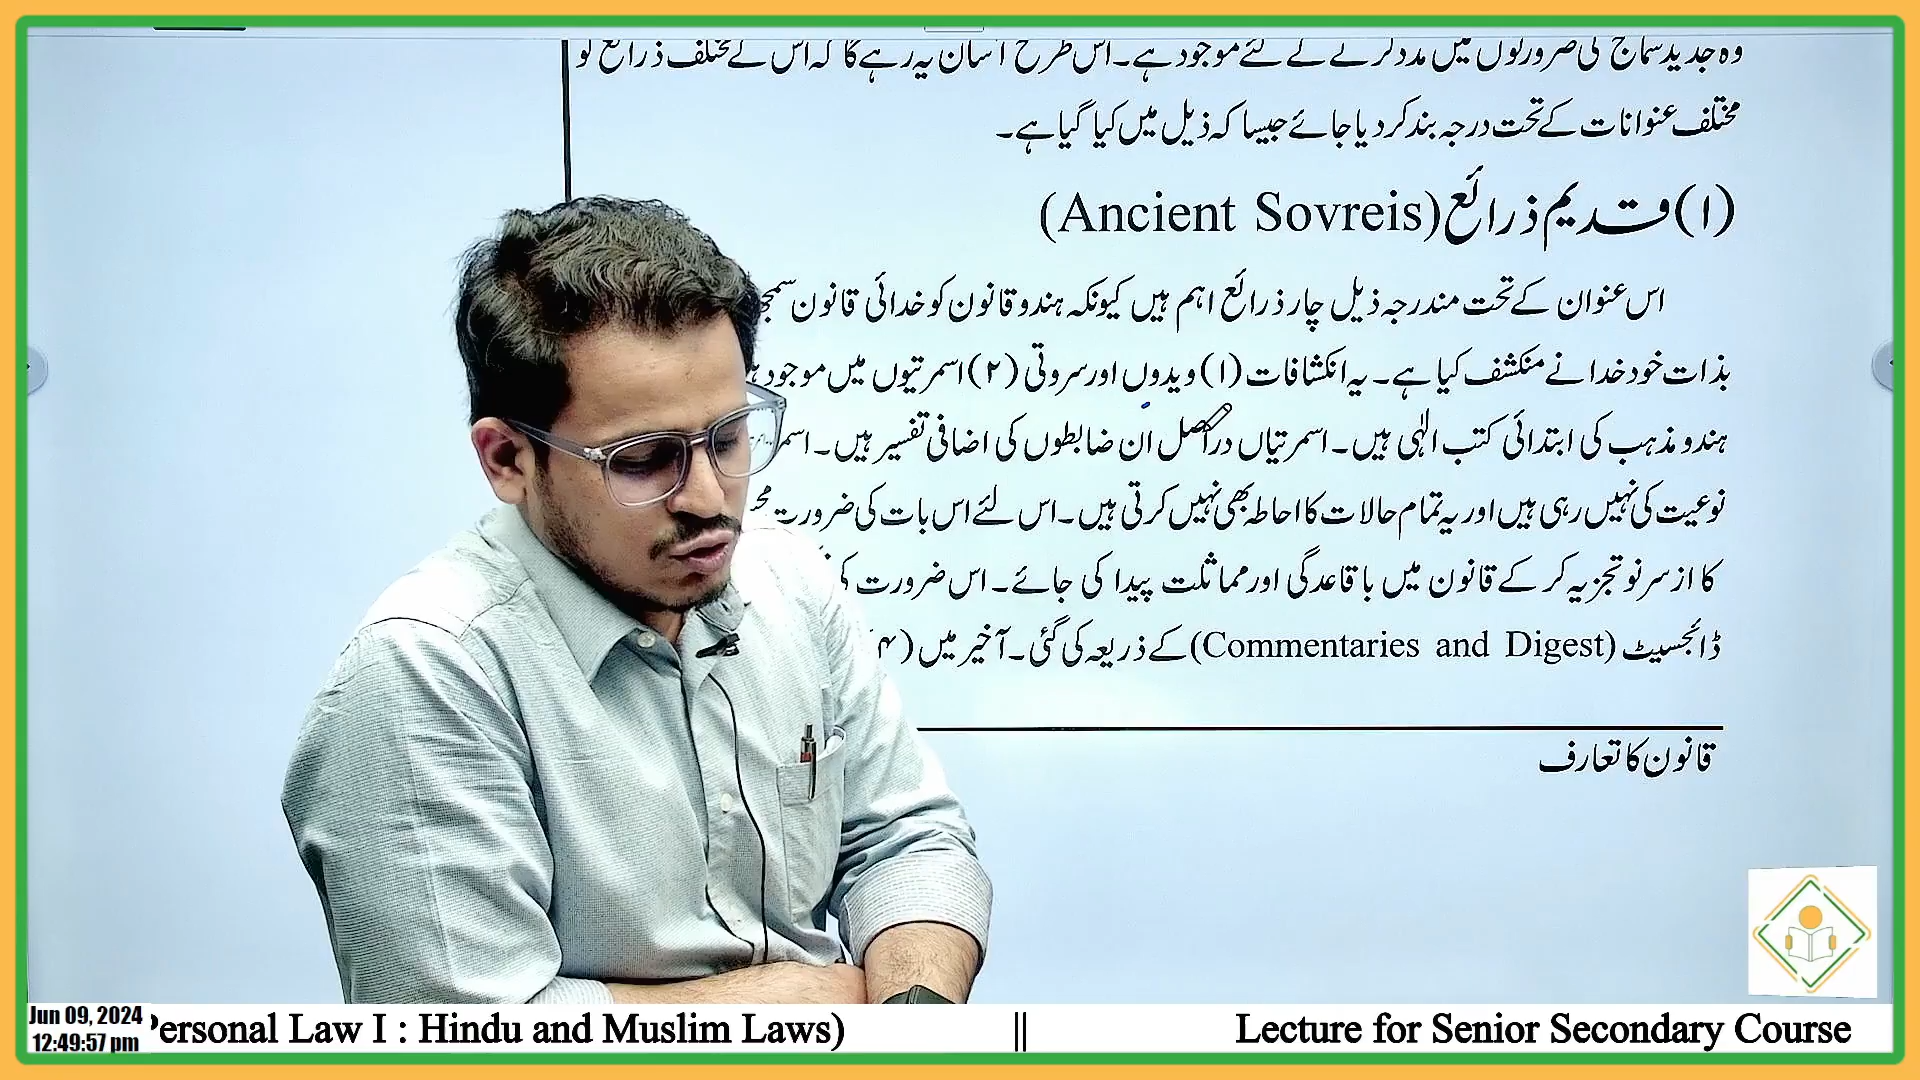 وہ جدید سماج کی ضرورتوں میں مدد کرنے کے لئے موجود ہے۔ اس طرح آسان یہ رہے گا کہ اس کے مختلف ذرائع کو
مختلف عنوانات کے تحت درجہ بند کر دیا جائے جیسا کہ ذیل میں کیا گیا ہے۔
(۱) قدیم ذرائع (Ancient Sovreis)
اس عنوان کے تحت مندرجہ ذیل چار ذرائع اہم ہیں کیونکہ ہندو قانون کو خدائی قانون
بذات خود خدا نے منکشف کیا ہے۔ یہ انکشافات (۱) ویدوں اور سروتی (۲) اسمرتیوں میں موجود
ہندو مذہب کی ابتدائی کتب الٰہی ہیں۔ اسمرتیاں دراصل ان ضابطوں کی اضافی تفسیر ہیں۔
نوعیت کی نہیں رہی ہیں اور یہ تمام حالات کا احاطہ بھی نہیں کرتی ہیں۔ اس لئے اس بات کی ضرورت
کا از سر نو تجزیہ کر کے قانون میں باقاعدگی اور مماثلت پیدا کی جائے۔ اس ضرورت
ڈائجسیٹ (Commentaries and Digest) کے ذریعہ کی گئی۔ آخیر میں (۴
قانون کا تعارف
Jun 09, 2024
12:49:57 pm
Personal Law I : Hindu and Muslim Laws) || Lecture for Senior Secondary Course